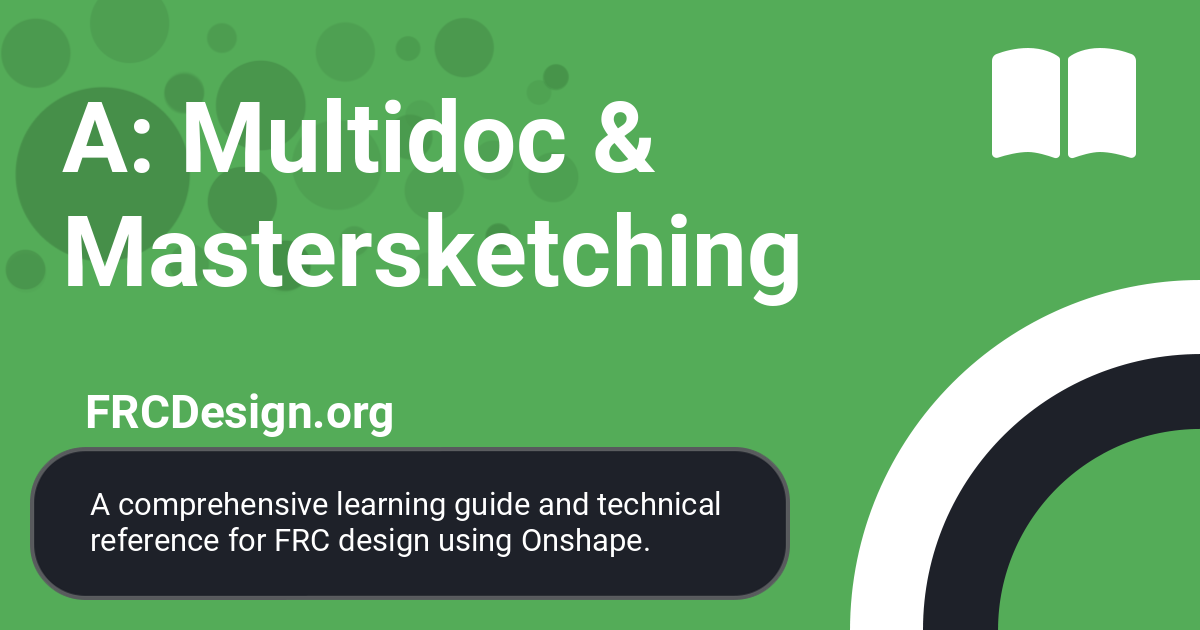 A: Multidoc &
Mastersketching
FRCDesign.org
A comprehensive learning guide and technical
reference for FRC design using Onshape.